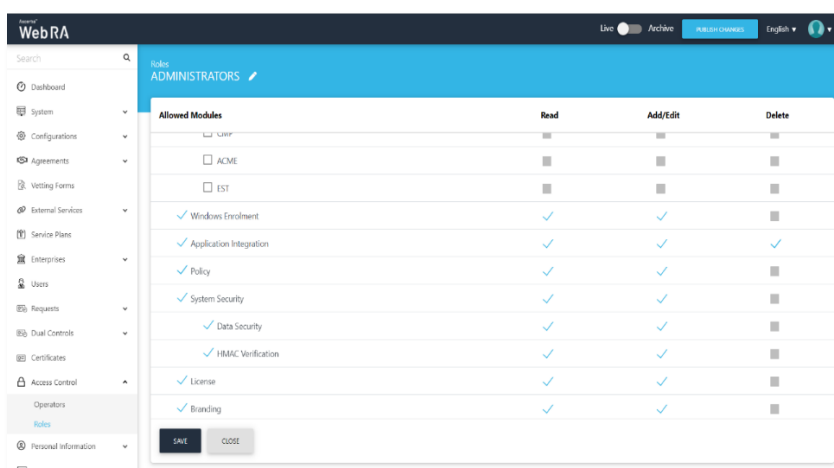 Ascertia
WebRA
Live Archive PUBLISH CHANGES English
Search
Dashboard
System
Configurations
Agreements
Vetting Forms
External Services
Service Plans
Enterprises
Users
Requests
Dual Controls
Certificates
Access Control
Operators
Roles
Personal Information
Roles
ADMINISTRATORS
Allowed Modules Read Add/Edit Delete
CMP
ACME
EST
Windows Enrolment
Application Integration
Policy
System Security
Data Security
HMAC Verification
License
Branding
SAVE CLOSE